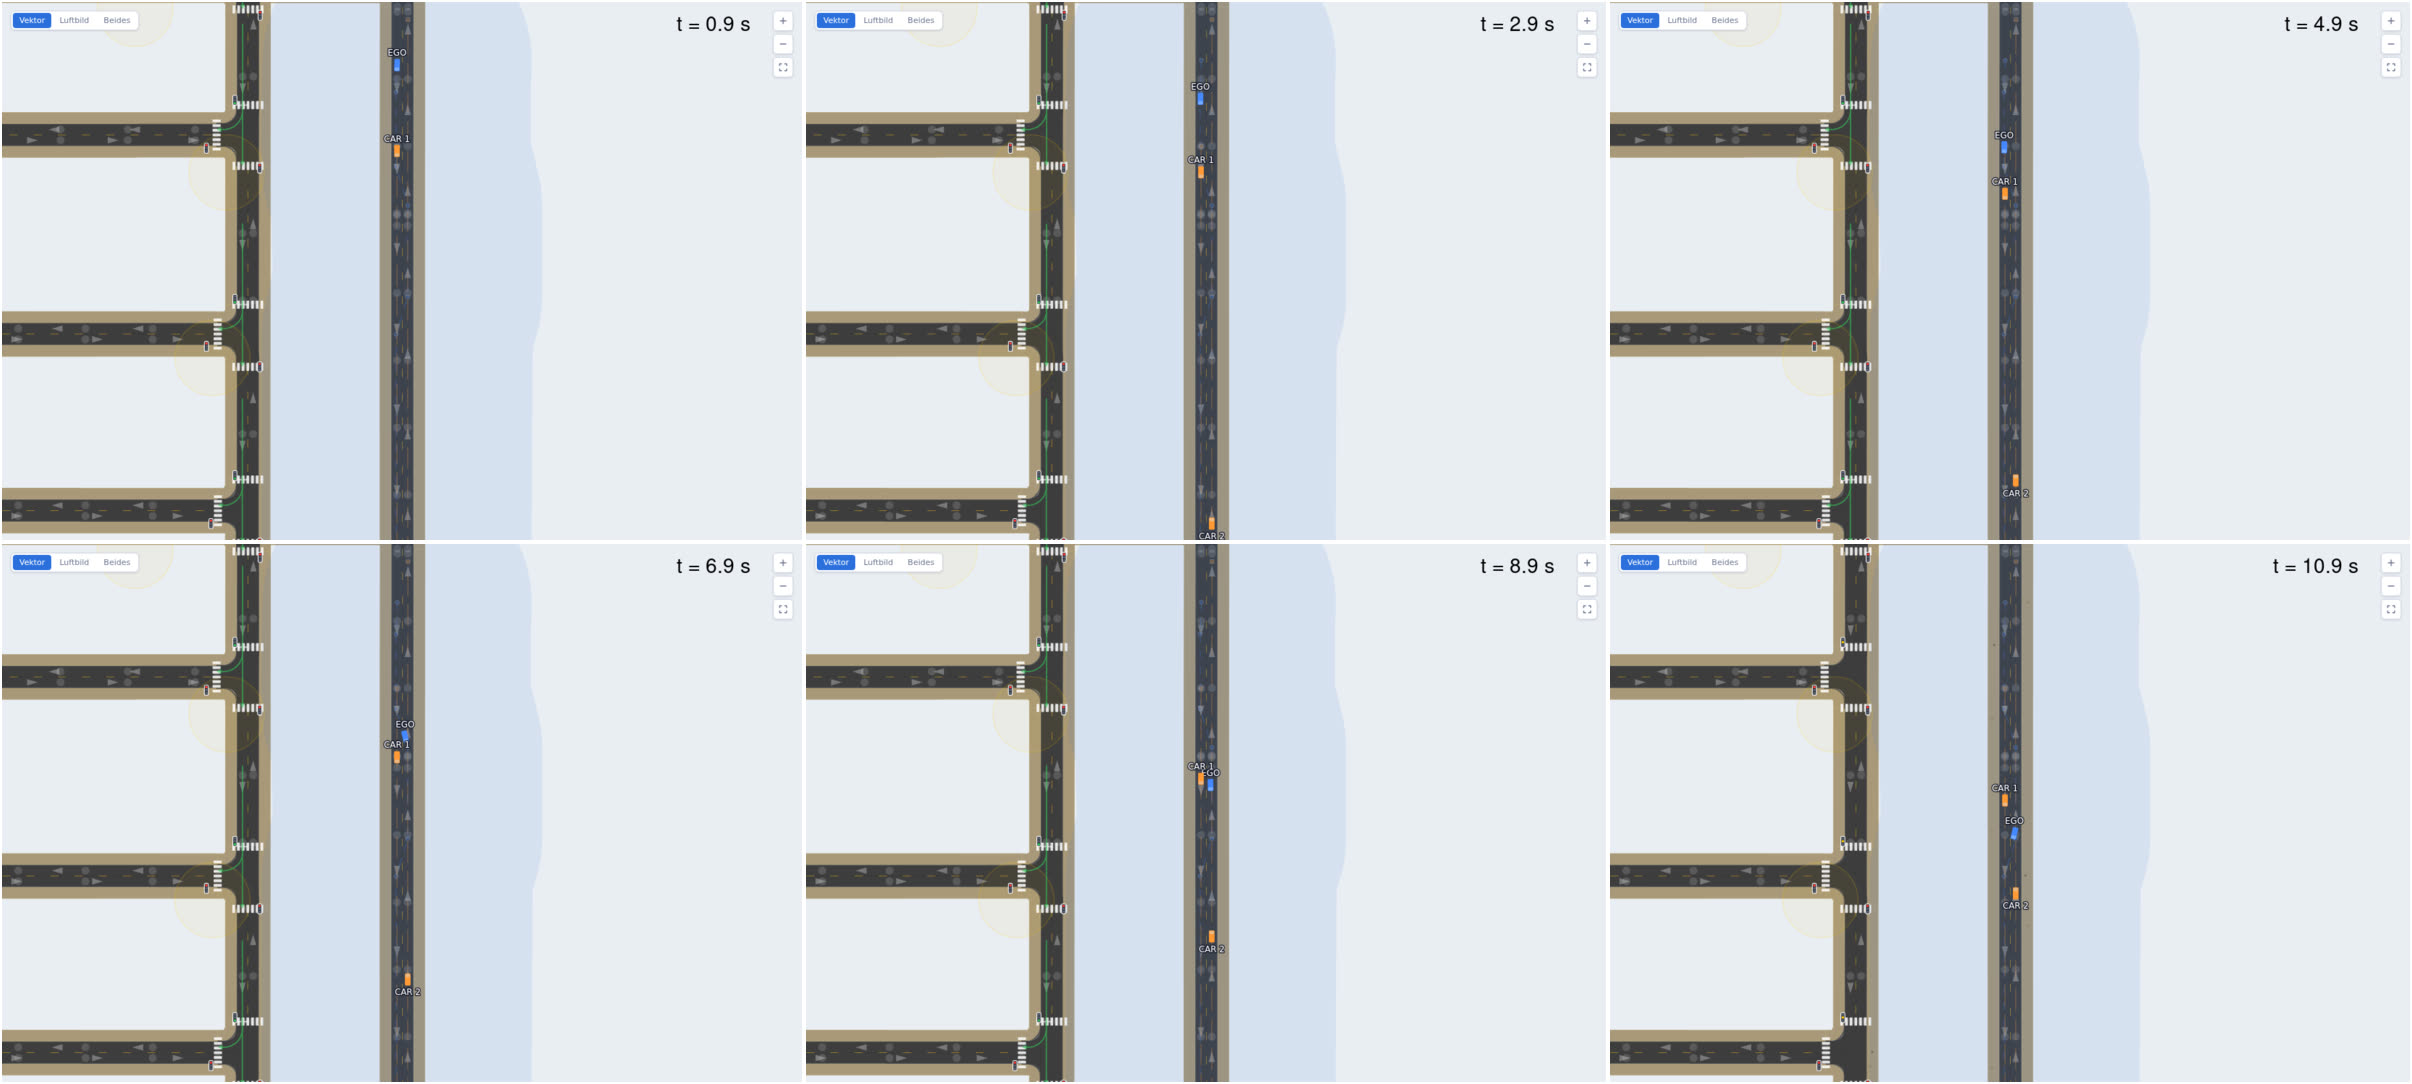 Vektor Luftbild Beides
t = 0.9 s
+
−
EGO
CAR 1
Vektor Luftbild Beides
t = 2.9 s
+
−
EGO
CAR 1
CAR 2
Vektor Luftbild Beides
t = 4.9 s
+
−
EGO
CAR 1
CAR 2
Vektor Luftbild Beides
t = 6.9 s
+
−
EGO
CAR 1
CAR 2
Vektor Luftbild Beides
t = 8.9 s
+
−
CAR 1
EGO
CAR 2
Vektor Luftbild Beides
t = 10.9 s
+
−
CAR 1
EGO
CAR 2